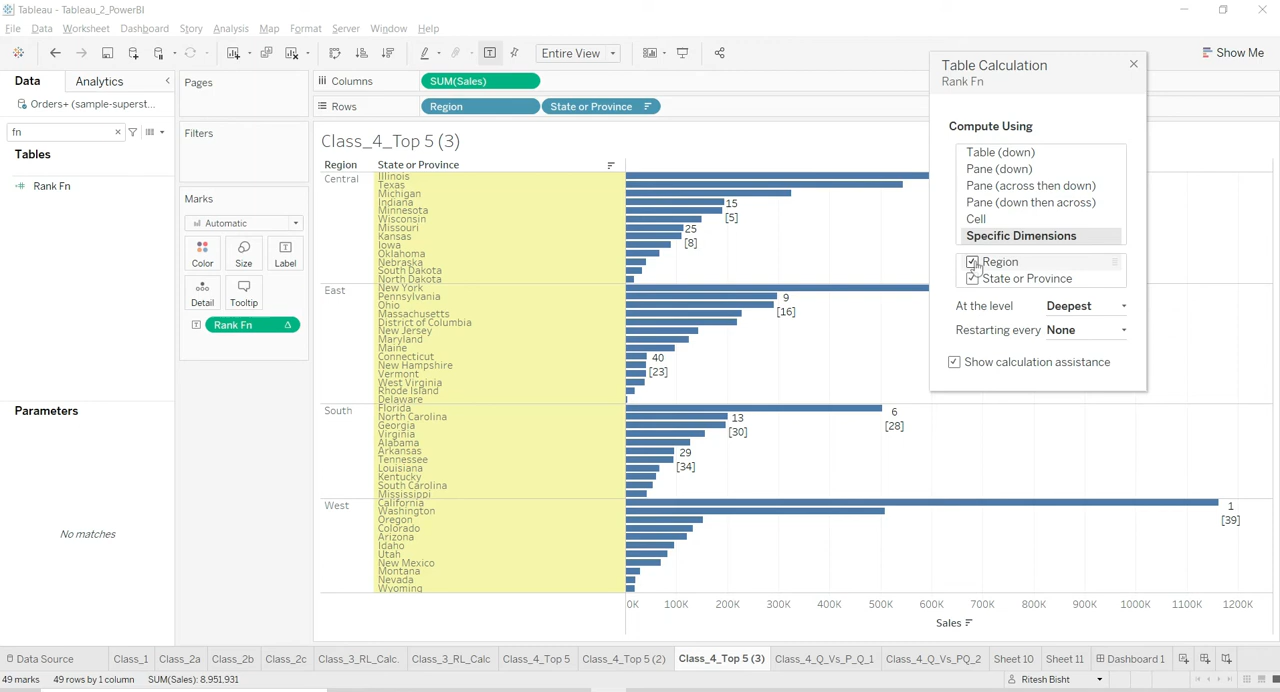 Tableau - Tableau_2_PowerBI
File Data Worksheet Dashboard Story Analysis Map Format Server Window Help
Entire View
Show Me
Data Analytics
Orders+ (sample-superst...
fn
Tables
Rank Fn
Parameters
No matches
Pages
Filters
Marks
Automatic
Color Size Label
Detail Tooltip
Rank Fn
Columns SUM(Sales)
Rows Region State or Province
Class_4_Top 5 (3)
Region State or Province
Central Illinois
Texas
Michigan
Indiana 15
Minnesota [5]
Wisconsin
Missouri 25
Kansas [8]
Iowa
Oklahoma
Nebraska
South Dakota
North Dakota
East New York
Pennsylvania 9
Ohio [16]
Massachusetts
District of Columbia
New Jersey
Maryland
Maine
Connecticut 40
New Hampshire [23]
Vermont
West Virginia
Rhode Island
Delaware
South Florida 6
North Carolina 13 [28]
Georgia [30]
Virginia
Alabama
Arkansas 29
Tennessee [34]
Louisiana
Kentucky
South Carolina
Mississippi
West California 1
Washington [39]
Oregon
Colorado
Arizona
Idaho
Utah
New Mexico
Montana
Nevada
Wyoming
0K 100K 200K 300K 400K 500K 600K 700K 800K 900K 1000K 1100K 1200K
Sales
Table Calculation
Rank Fn
Compute Using
Table (down)
Pane (down)
Pane (across then down)
Pane (down then across)
Cell
Specific Dimensions
Region
State or Province
At the level Deepest
Restarting every None
Show calculation assistance
Data Source Class_1 Class_2a Class_2b Class_2c Class_3_RL_Calc. Class_3_RL_Calc Class_4_Top 5 Class_4_Top 5 (2) Class_4_Top 5 (3) Class_4_Q_Vs_P_Q_1 Class_4_Q_Vs_PQ_2 Sheet 10 Sheet 11 Dashboard 1
49 marks 49 rows by 1 column SUM(Sales): 8.951.931 Ritesh Bisht